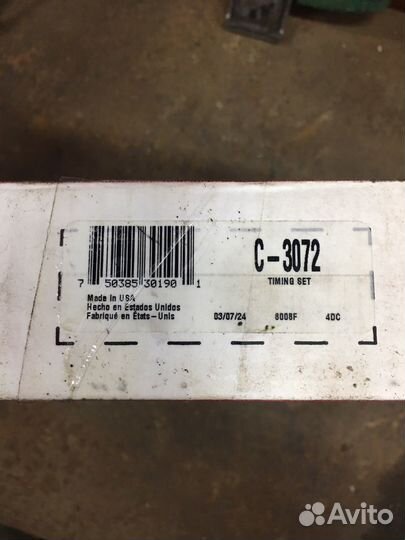 C-3072
TIMING SET
7 50385 30190 1
Made in USA
Hecho en Estados Unidos
Fabriqué en États-Unis
03/07/24 8008F 4DC
Avito